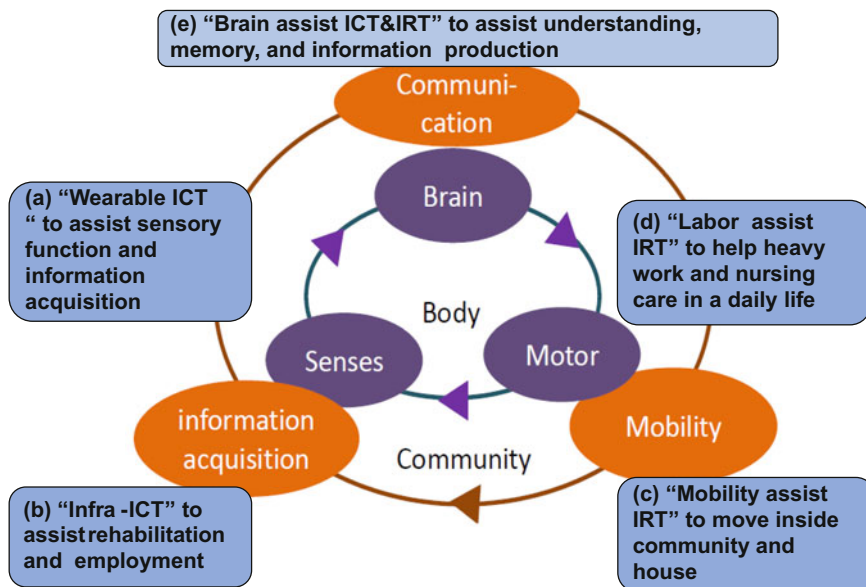 (e) “Brain assist ICT&IRT” to assist understanding,
memory, and information production
Communi-
cation
Brain
(a) “Wearable ICT
“ to assist sensory
function and
information
acquisition
(d) “Labor assist
IRT” to help heavy
work and nursing
care in a daily life
Body
Senses
Motor
information
acquisition
Mobility
Community
(b) “Infra -ICT” to
assist rehabilitation
and employment
(c) “Mobility assist
IRT” to move inside
community and
house